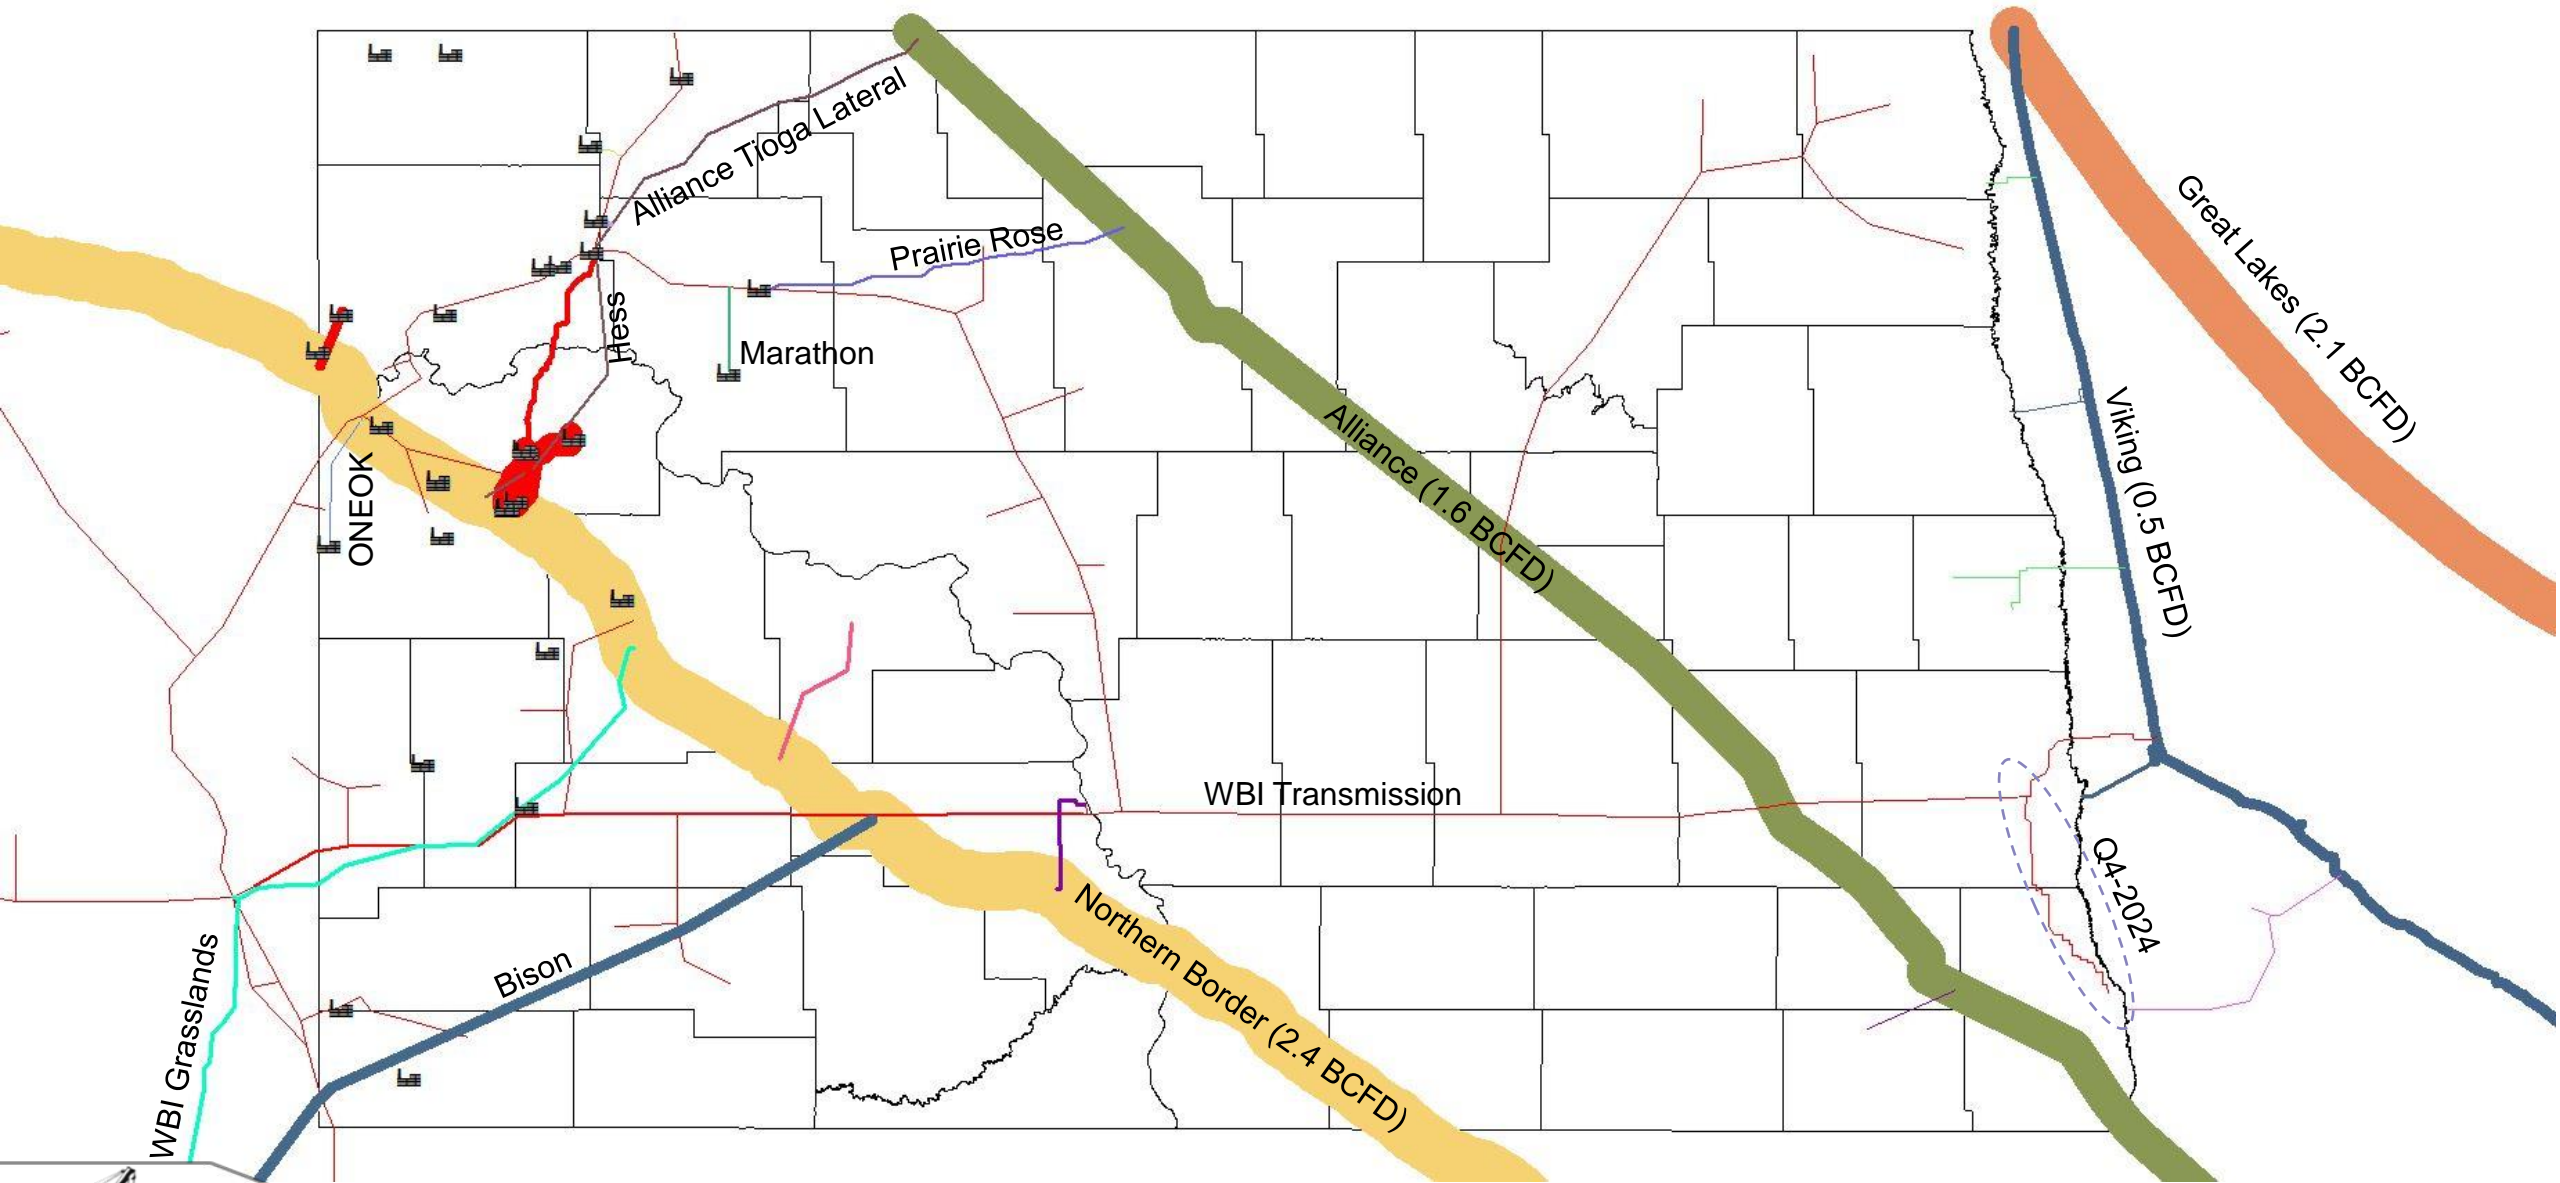 Alliance Tioga Lateral
Prairie Rose
Great Lakes (2.1 BCFD)
Hess
Marathon
Alliance (1.6 BCFD)
Viking (0.5 BCFD)
ONEOK
WBI Transmission
Q4-2024
Northern Border (2.4 BCFD)
Bison
WBI Grasslands